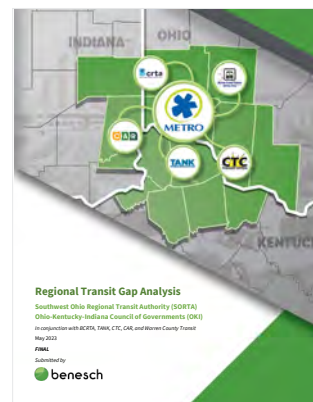 INDIANA
OHIO
crta
METRO
CAR
TANK
CTC
KENTUCKY
Regional Transit Gap Analysis
Southwest Ohio Regional Transit Authority (SORTA)
Ohio-Kentucky-Indiana Council of Governments (OKI)
In conjunction with BCRTA, TANK, CTC, CAR, and Warren County Transit
May 2023
FINAL
Submitted by
benesch